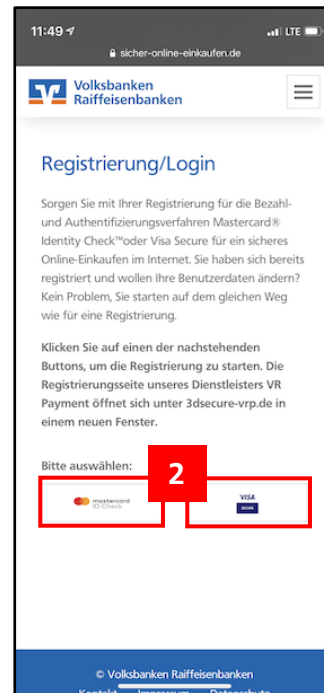 11:49 LTE
sicher-online-einkaufen.de
Volksbanken
Raiffeisenbanken
Registrierung/Login
Sorgen Sie mit Ihrer Registrierung für die Bezahl-
und Authentifizierungsverfahren Mastercard®
Identity Check™oder Visa Secure für ein sicheres
Online-Einkaufen im Internet. Sie haben sich bereits
registriert und wollen Ihre Benutzerdaten ändern?
Kein Problem, Sie starten auf dem gleichen Weg
wie für eine Registrierung.
Klicken Sie auf einen der nachstehenden
Buttons, um die Registrierung zu starten. Die
Registrierungsseite unseres Dienstleisters VR
Payment öffnet sich unter 3dsecure-vrp.de in
einem neuen Fenster.
Bitte auswählen:
2
mastercard
ID Check
VISA
SECURE
© Volksbanken Raiffeisenbanken
Kontakt Impressum Datenschutz